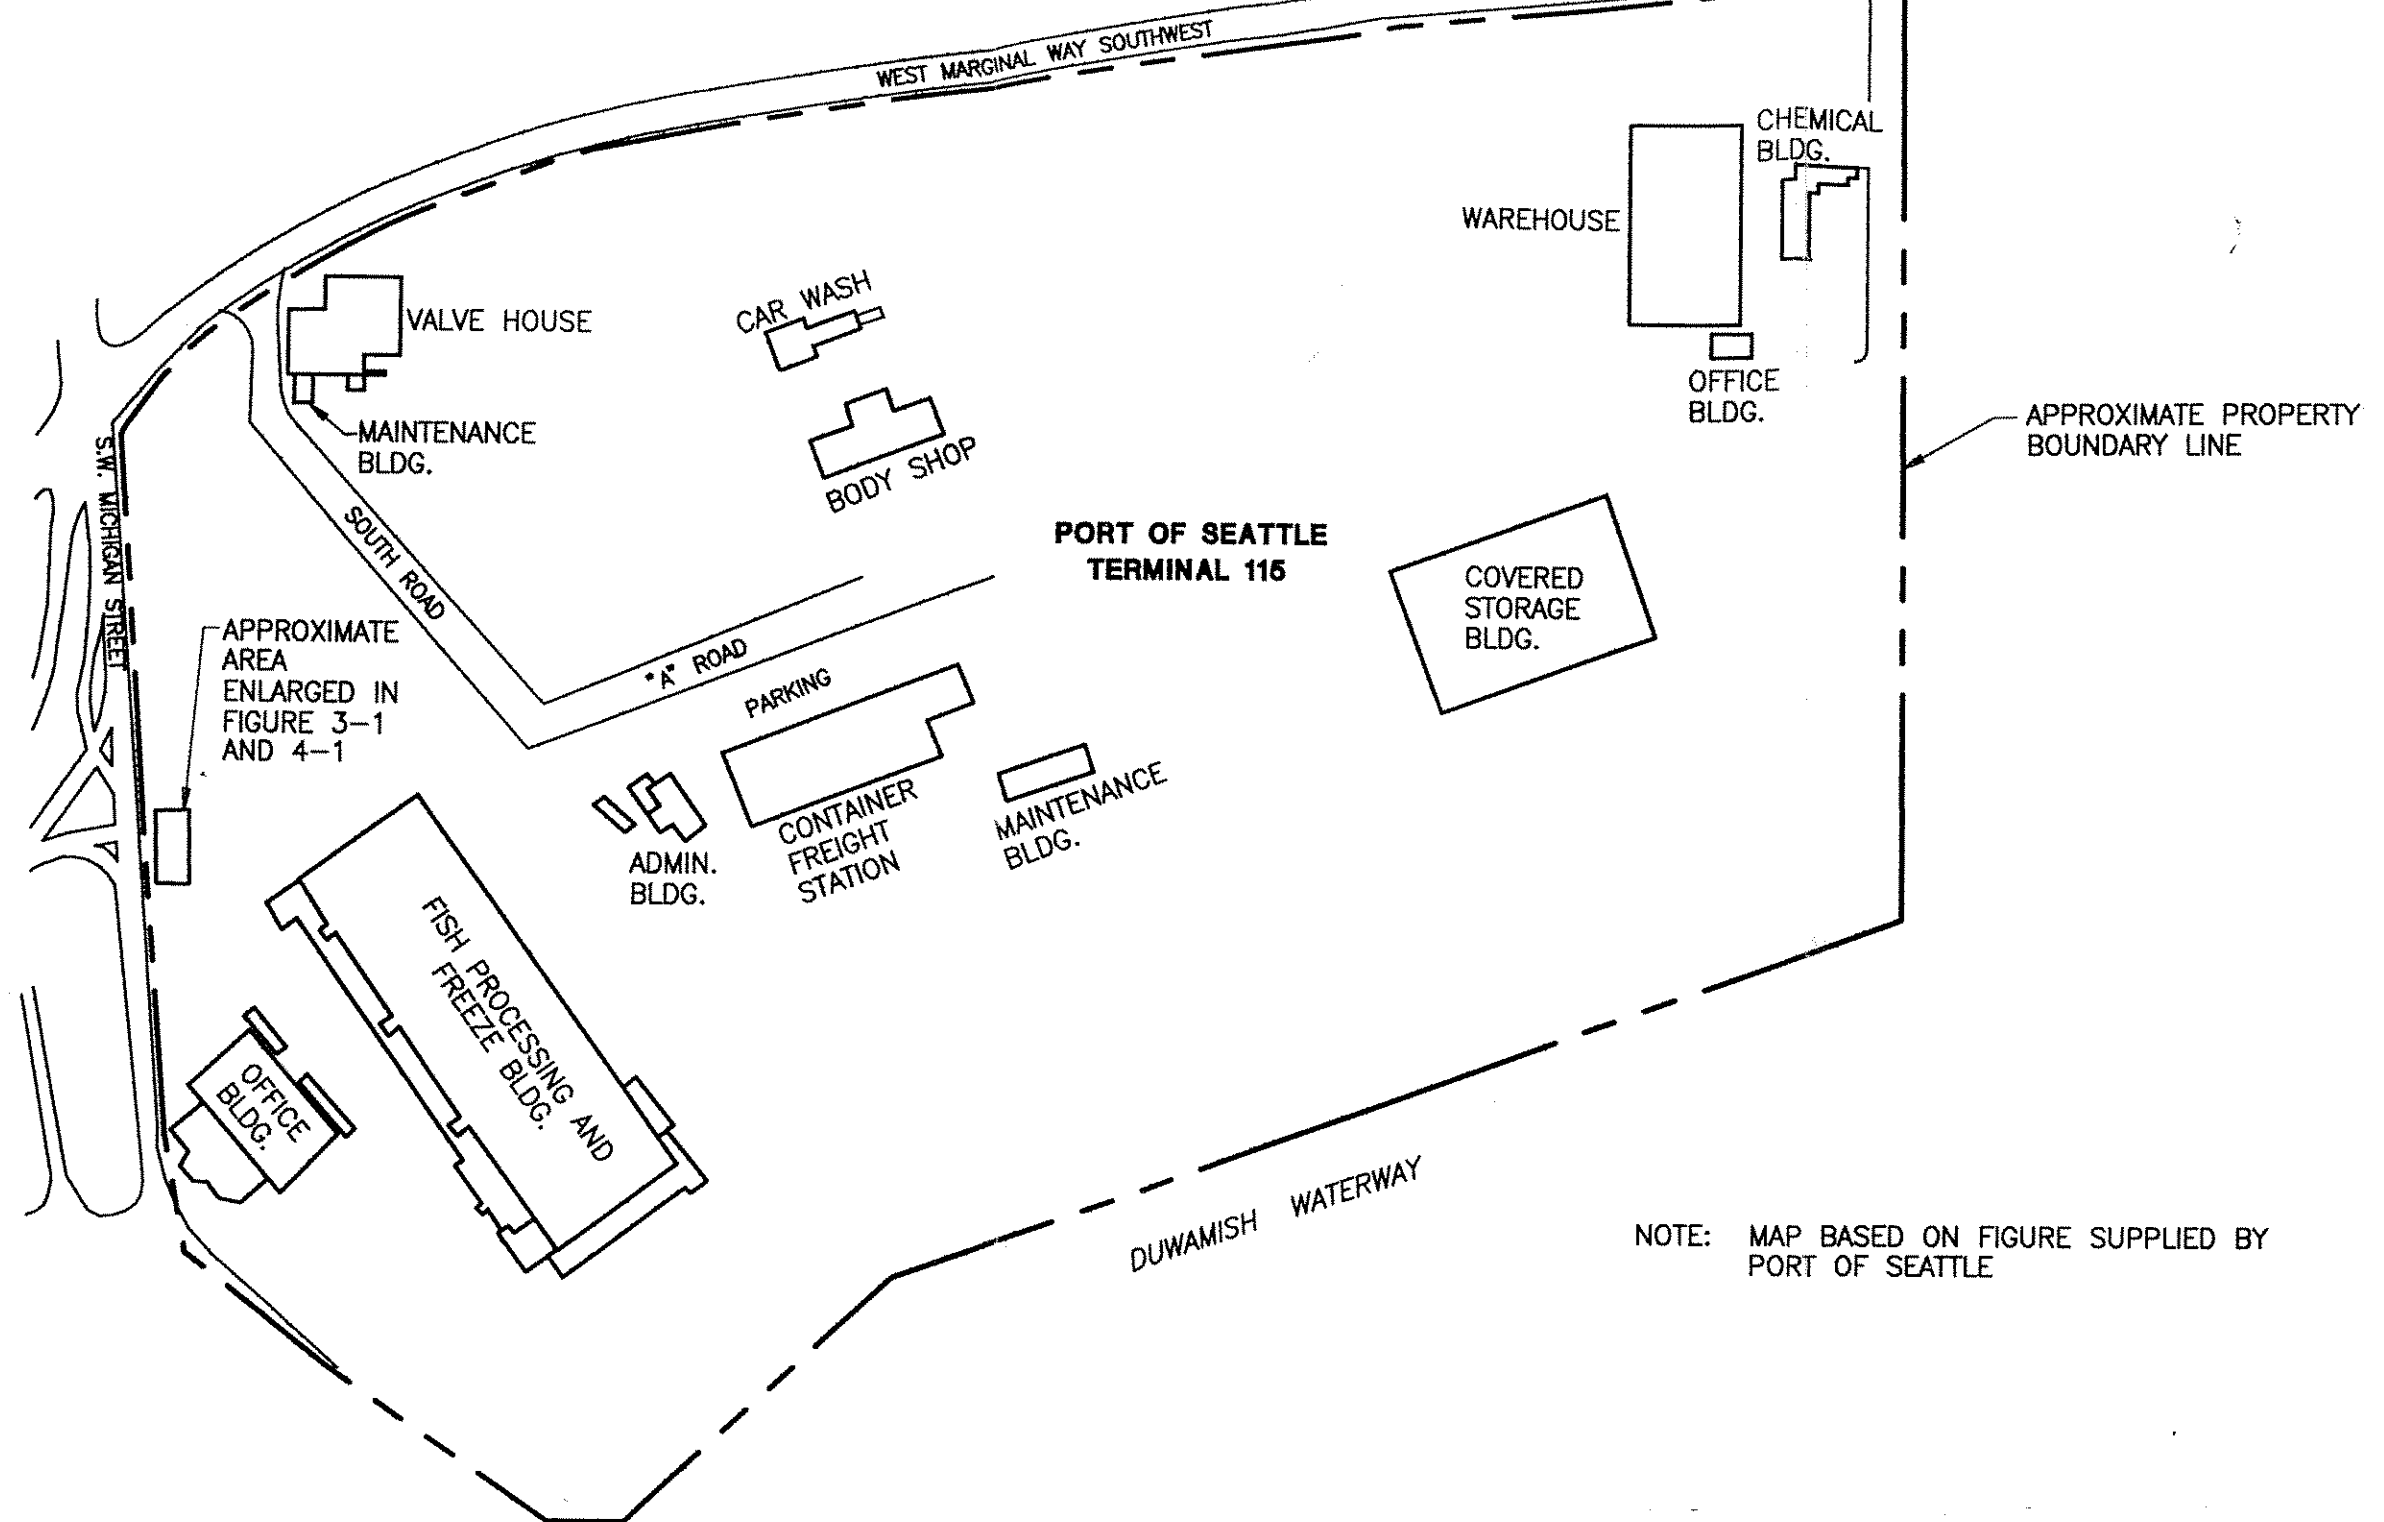 WEST MARGINAL WAY SOUTHWEST
CHEMICAL
BLDG.
WAREHOUSE
CAR WASH
VALVE HOUSE
OFFICE
BLDG.
APPROXIMATE PROPERTY
BOUNDARY LINE
MAINTENANCE
BLDG.
BODY SHOP
S.W. MICHIGAN STREET
SOUTH ROAD
PORT OF SEATTLE
TERMINAL 115
COVERED
STORAGE
BLDG.
APPROXIMATE
AREA
ENLARGED IN
FIGURE 3-1
AND 4-1
"A" ROAD
PARKING
CONTAINER
FREIGHT
STATION
MAINTENANCE
BLDG.
ADMIN.
BLDG.
FISH PROCESSING AND
FREEZE BLDG.
OFFICE
BLDG.
DUWAMISH WATERWAY
NOTE: MAP BASED ON FIGURE SUPPLIED BY
PORT OF SEATTLE